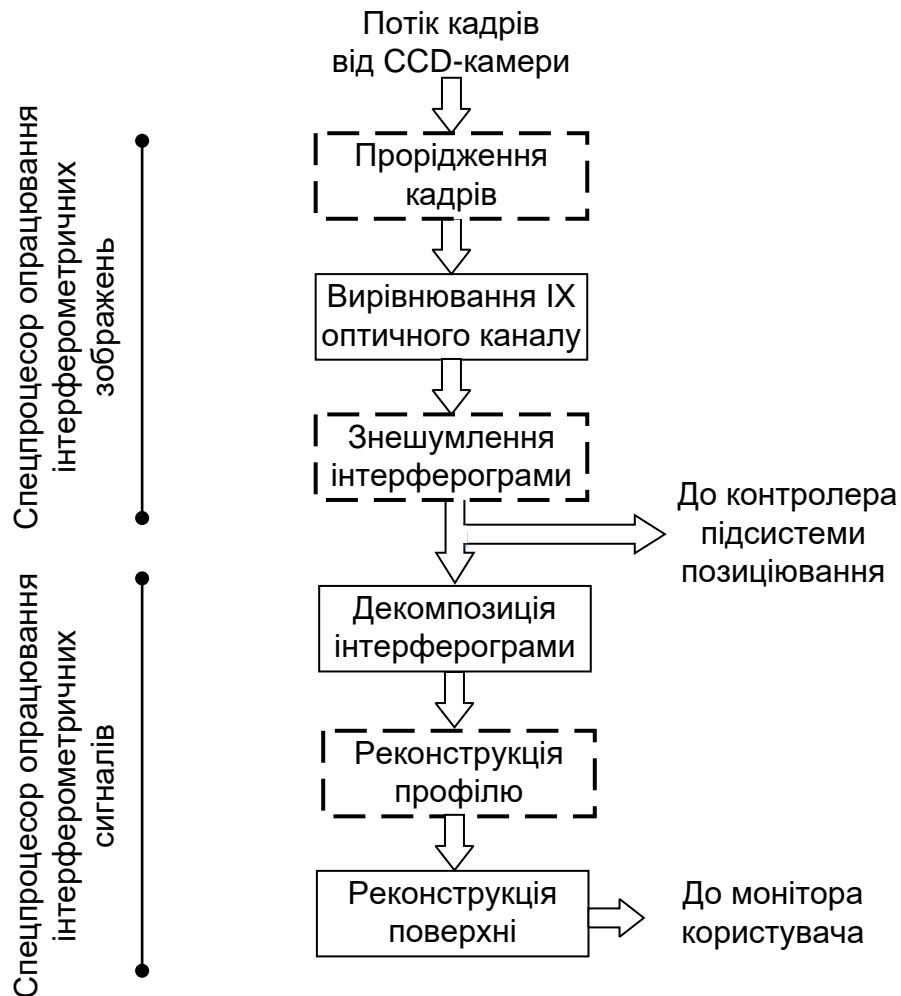 Потік кадрів
від CCD-камери
Спецпроцесор опрацювання
інтерферометричних
зображень
Прорідження
кадрів
Вирівнювання ІХ
оптичного каналу
Знешумлення
інтерферограми
До контролера
підсистеми
позиціювання
Спецпроцесор опрацювання
інтерферометричних
сигналів
Декомпозиція
інтерферограми
Реконструкція
профілю
Реконструкція
поверхні
До монітора
користувача